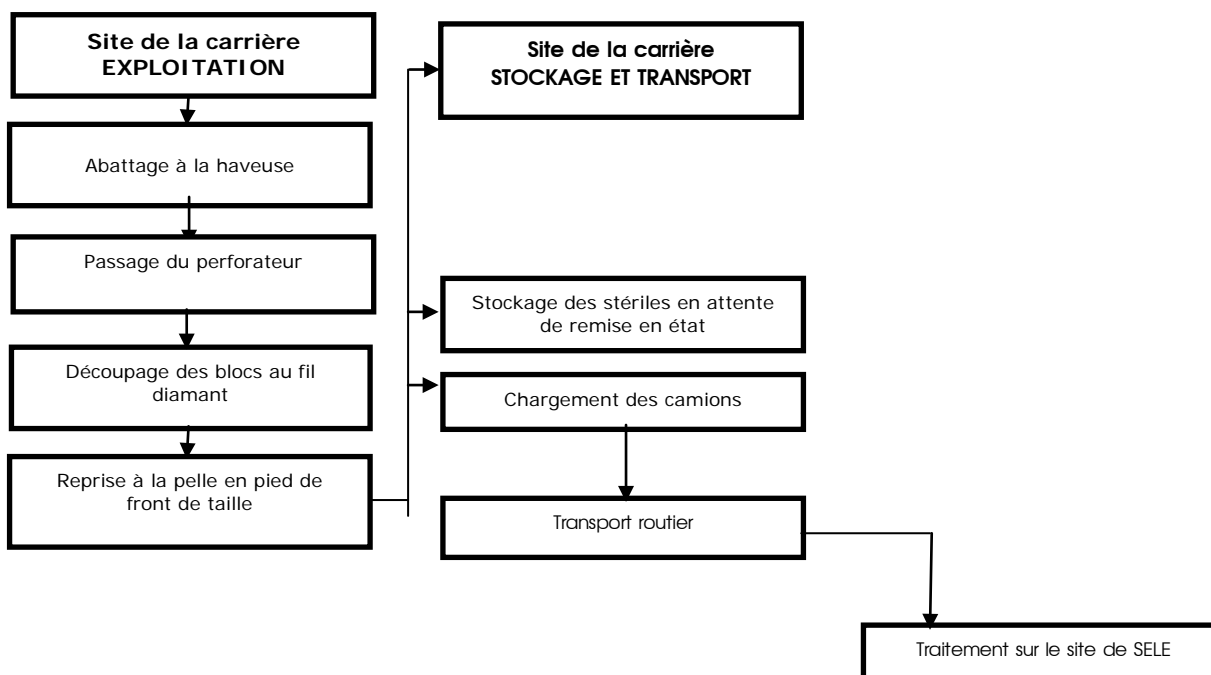 Site de la carrière
EXPLOITATION
Abattage à la haveuse
Passage du perforateur
Découpage des blocs au fil
diamant
Reprise à la pelle en pied de
front de taille
Site de la carrière
STOCKAGE ET TRANSPORT
Stockage des stériles en attente
de remise en état
Chargement des camions
Transport routier
Traitement sur le site de SELE